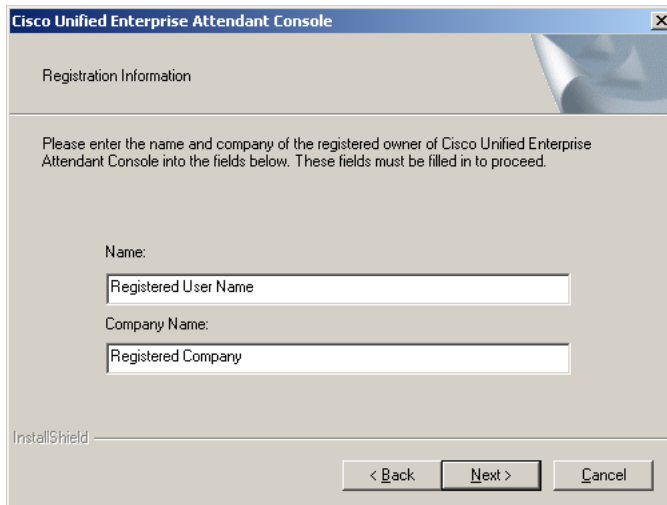 Cisco Unified Enterprise Attendant Console
Registration Information
Please enter the name and company of the registered owner of Cisco Unified Enterprise
Attendant Console into the fields below. These fields must be filled in to proceed.
Name:
Registered User Name
Company Name:
Registered Company
InstallShield
< Back Next > Cancel